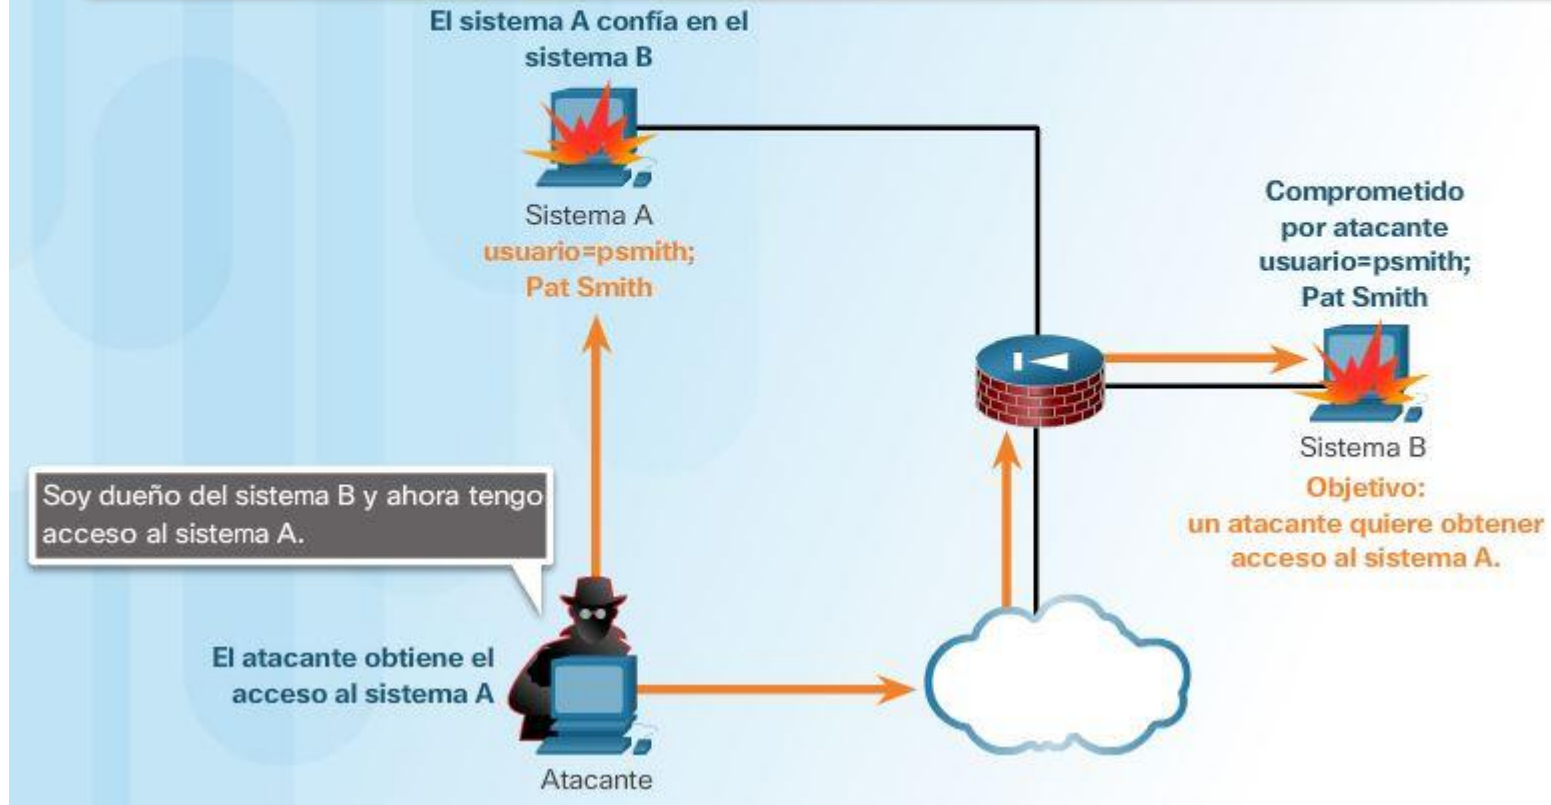 El sistema A confía en el
sistema B
Sistema A
usuario=psmith;
Pat Smith
Comprometido
por atacante
usuario=psmith;
Pat Smith
Sistema B
Objetivo:
un atacante quiere obtener
acceso al sistema A.
Soy dueño del sistema B y ahora tengo
acceso al sistema A.
El atacante obtiene el
acceso al sistema A
Atacante